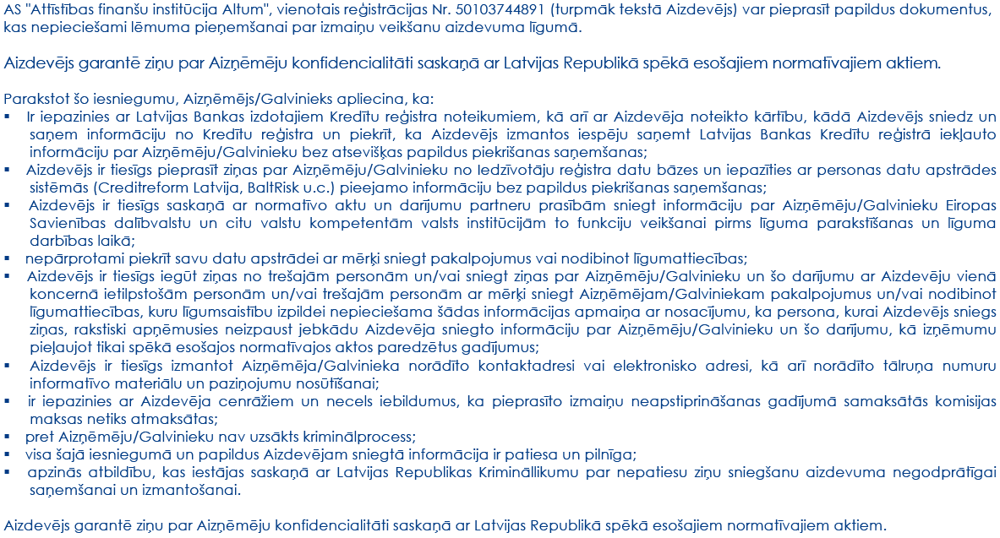 AS "Attīstības finanšu institūcija Altum", vienotais reģistrācijas Nr. 50103744891 (turpmāk tekstā Aizdevējs) var pieprasīt papildus dokumentus,
kas nepieciešami lēmuma pieņemšanai par izmaiņu veikšanu aizdevuma līgumā.
Aizdevējs garantē ziņu par Aizņēmēju konfidencialitāti saskaņā ar Latvijas Republikā spēkā esošajiem normatīvajiem aktiem.
Parakstot šo iesniegumu, Aizņēmējs/Galvinieks apliecina, ka:
▪ Ir iepazinies ar Latvijas Bankas izdotajiem Kredītu reģistra noteikumiem, kā arī ar Aizdevēja noteikto kārtību, kādā Aizdevējs sniedz un
saņem informāciju no Kredītu reģistra un piekrīt, ka Aizdevējs izmantos iespēju saņemt Latvijas Bankas Kredītu reģistrā iekļauto
informāciju par Aizņēmēju/Galvinieku bez atsevišķas papildus piekrišanas saņemšanas;
▪ Aizdevējs ir tiesīgs pieprasīt ziņas par Aizņēmēju/Galvinieku no Iedzīvotāju reģistra datu bāzes un iepazīties ar personas datu apstrādes
sistēmās (Creditreform Latvija, BaltRisk u.c.) pieejamo informāciju bez papildus piekrišanas saņemšanas;
▪ Aizdevējs ir tiesīgs saskaņā ar normatīvo aktu un darījumu partneru prasībām sniegt informāciju par Aizņēmēju/Galvinieku Eiropas
Savienības dalībvalstu un citu valstu kompetentām valsts institūcijām to funkciju veikšanai pirms līguma parakstīšanas un līguma
darbības laikā;
▪ nepārprotami piekrīt savu datu apstrādei ar mērķi sniegt pakalpojumus vai nodibinot līgumattiecības;
▪ Aizdevējs ir tiesīgs iegūt ziņas no trešajām personām un/vai sniegt ziņas par Aizņēmēju/Galvinieku un šo darījumu ar Aizdevēju vienā
koncernā ietilpstošām personām un/vai trešajām personām ar mērķi sniegt Aizņēmējam/Galviniekam pakalpojumus un/vai nodibinot
līgumattiecības, kuru līgumsaistību izpildei nepieciešama šādas informācijas apmaiņa ar nosacījumu, ka persona, kurai Aizdevējs sniegs
ziņas, rakstiski apņēmusies neizpaust jebkādu Aizdevēja sniegto informāciju par Aizņēmēju/Galvinieku un šo darījumu, kā izņēmumu
pieļaujot tikai spēkā esošajos normatīvajos aktos paredzētus gadījumus;
▪ Aizdevējs ir tiesīgs izmantot Aizņēmēja/Galvinieka norādīto kontaktadresi vai elektronisko adresi, kā arī norādīto tālruņa numuru
informatīvo materiālu un paziņojumu nosūtīšanai;
▪ ir iepazinies ar Aizdevēja cenrāžiem un necels iebildumus, ka pieprasīto izmaiņu neapstiprināšanas gadījumā samaksātās komisijas
maksas netiks atmaksātas;
▪ pret Aizņēmēju/Galvinieku nav uzsākts kriminālprocess;
▪ visa šajā iesniegumā un papildus Aizdevējam sniegtā informācija ir patiesa un pilnīga;
▪ apzinās atbildību, kas iestājas saskaņā ar Latvijas Republikas Krimināllikumu par nepatiesu ziņu sniegšanu aizdevuma negodprātīgai
saņemšanai un izmantošanai.
Aizdevējs garantē ziņu par Aizņēmēju konfidencialitāti saskaņā ar Latvijas Republikā spēkā esošajiem normatīvajiem aktiem.